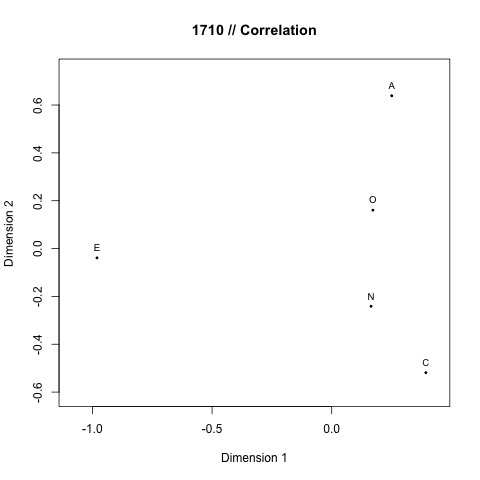 1710 // Correlation
A
0.6
0.4
O
0.2
E
0.0
Dimension 2
N
-0.2
-0.4
C
-0.6
-1.0 -0.5 0.0
Dimension 1